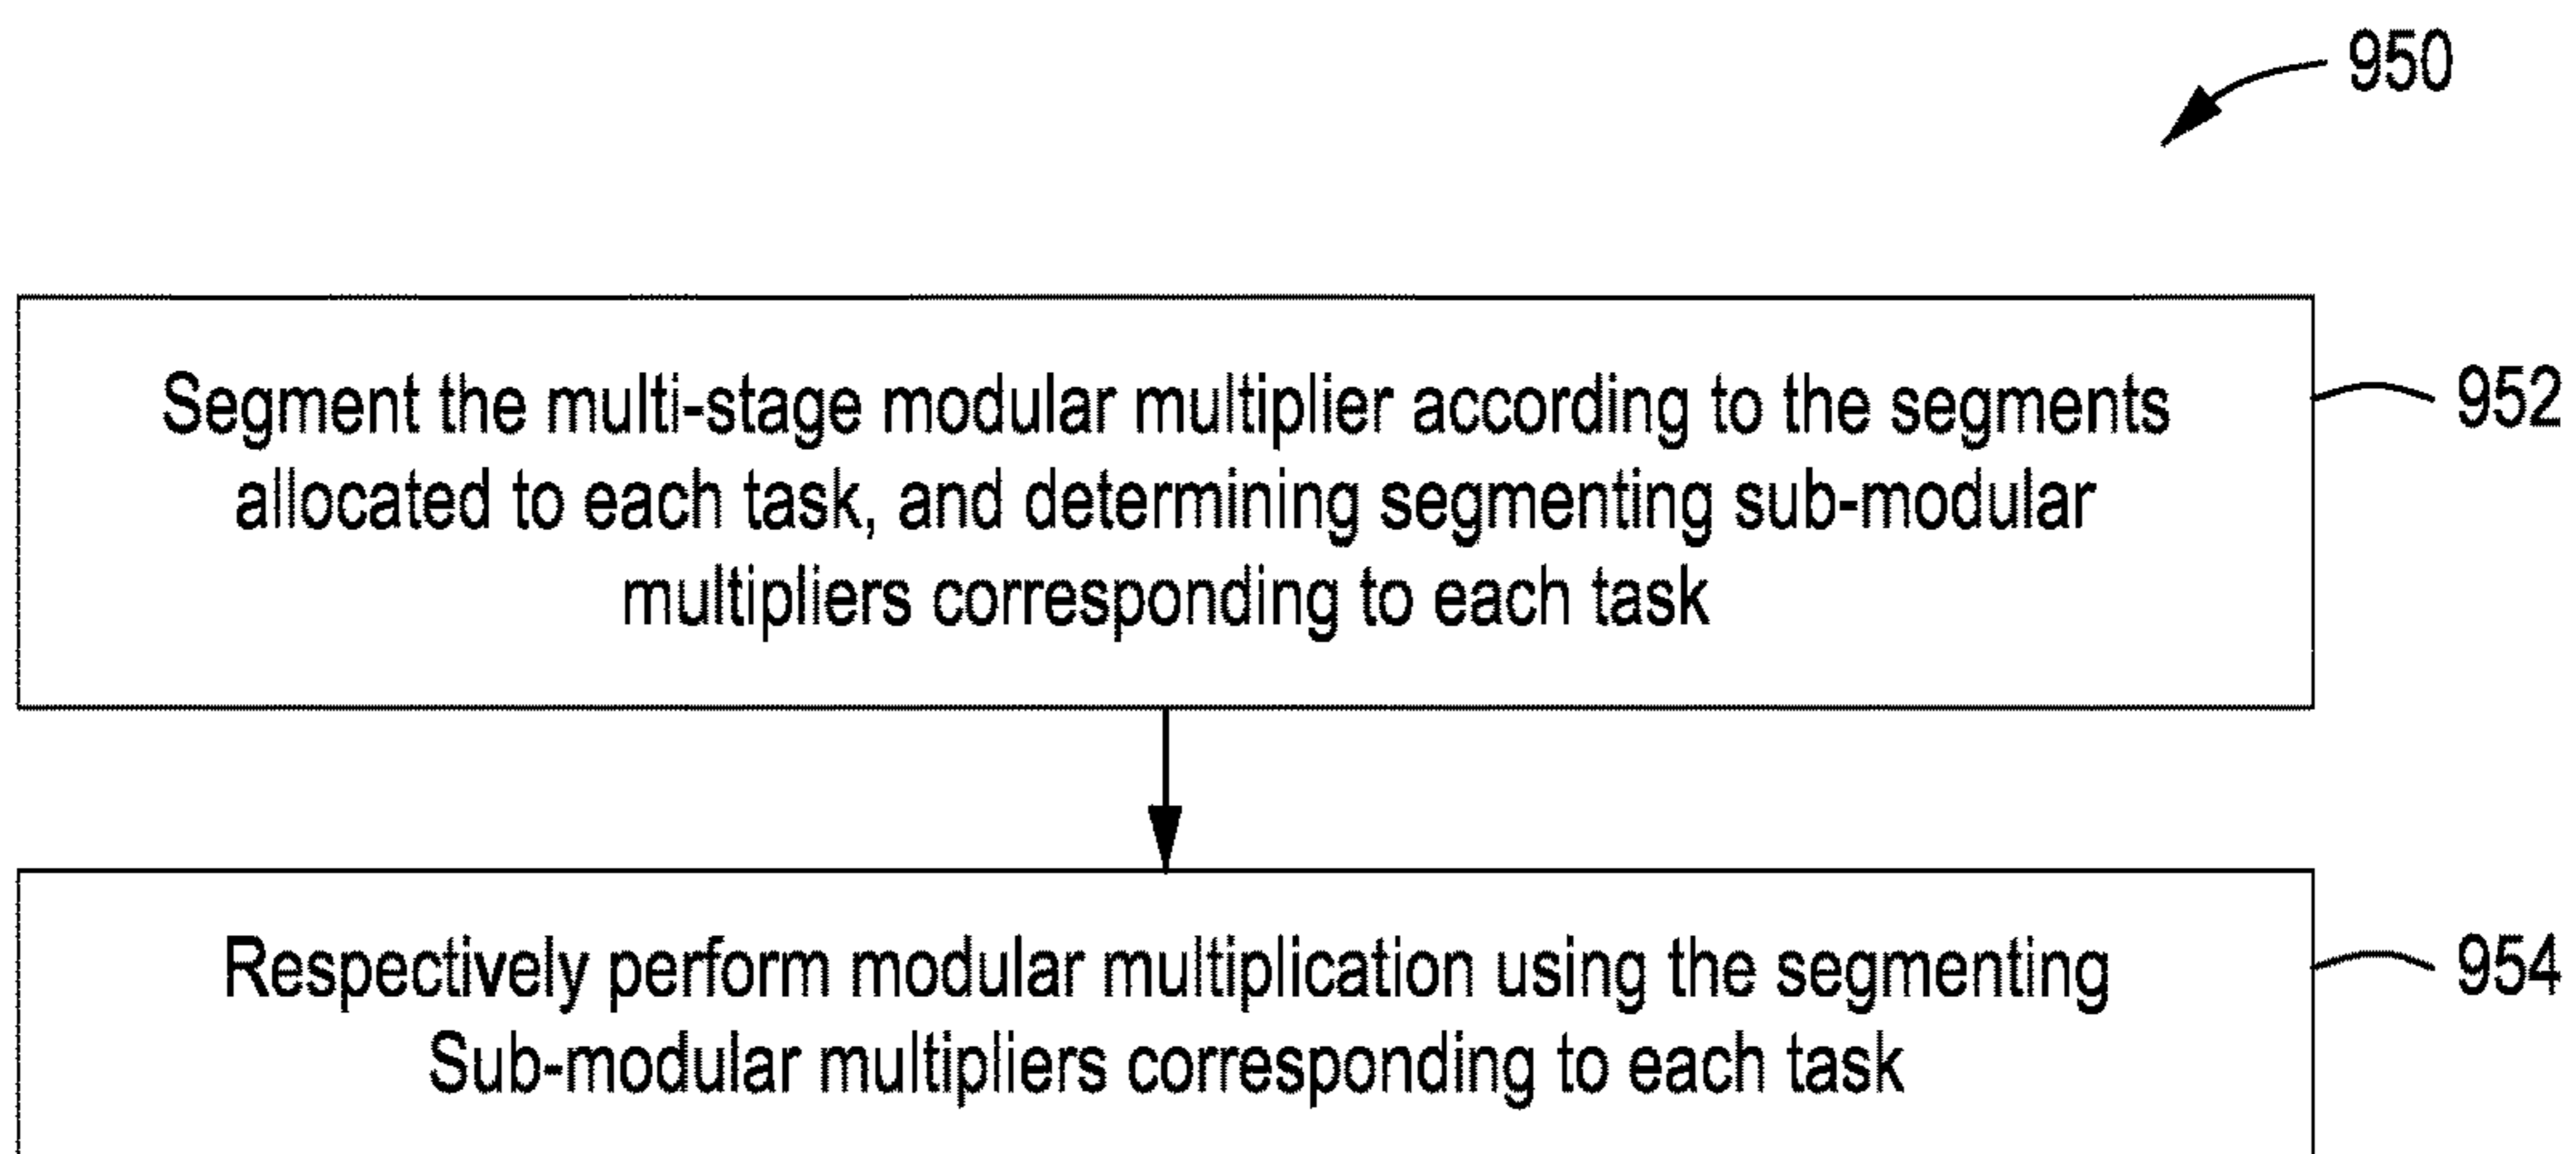 950
Segment the multi-stage modular multiplier according to the segments
allocated to each task, and determining segmenting sub-modular
multipliers corresponding to each task
952
Respectively perform modular multiplication using the segmenting
Sub-modular multipliers corresponding to each task
954